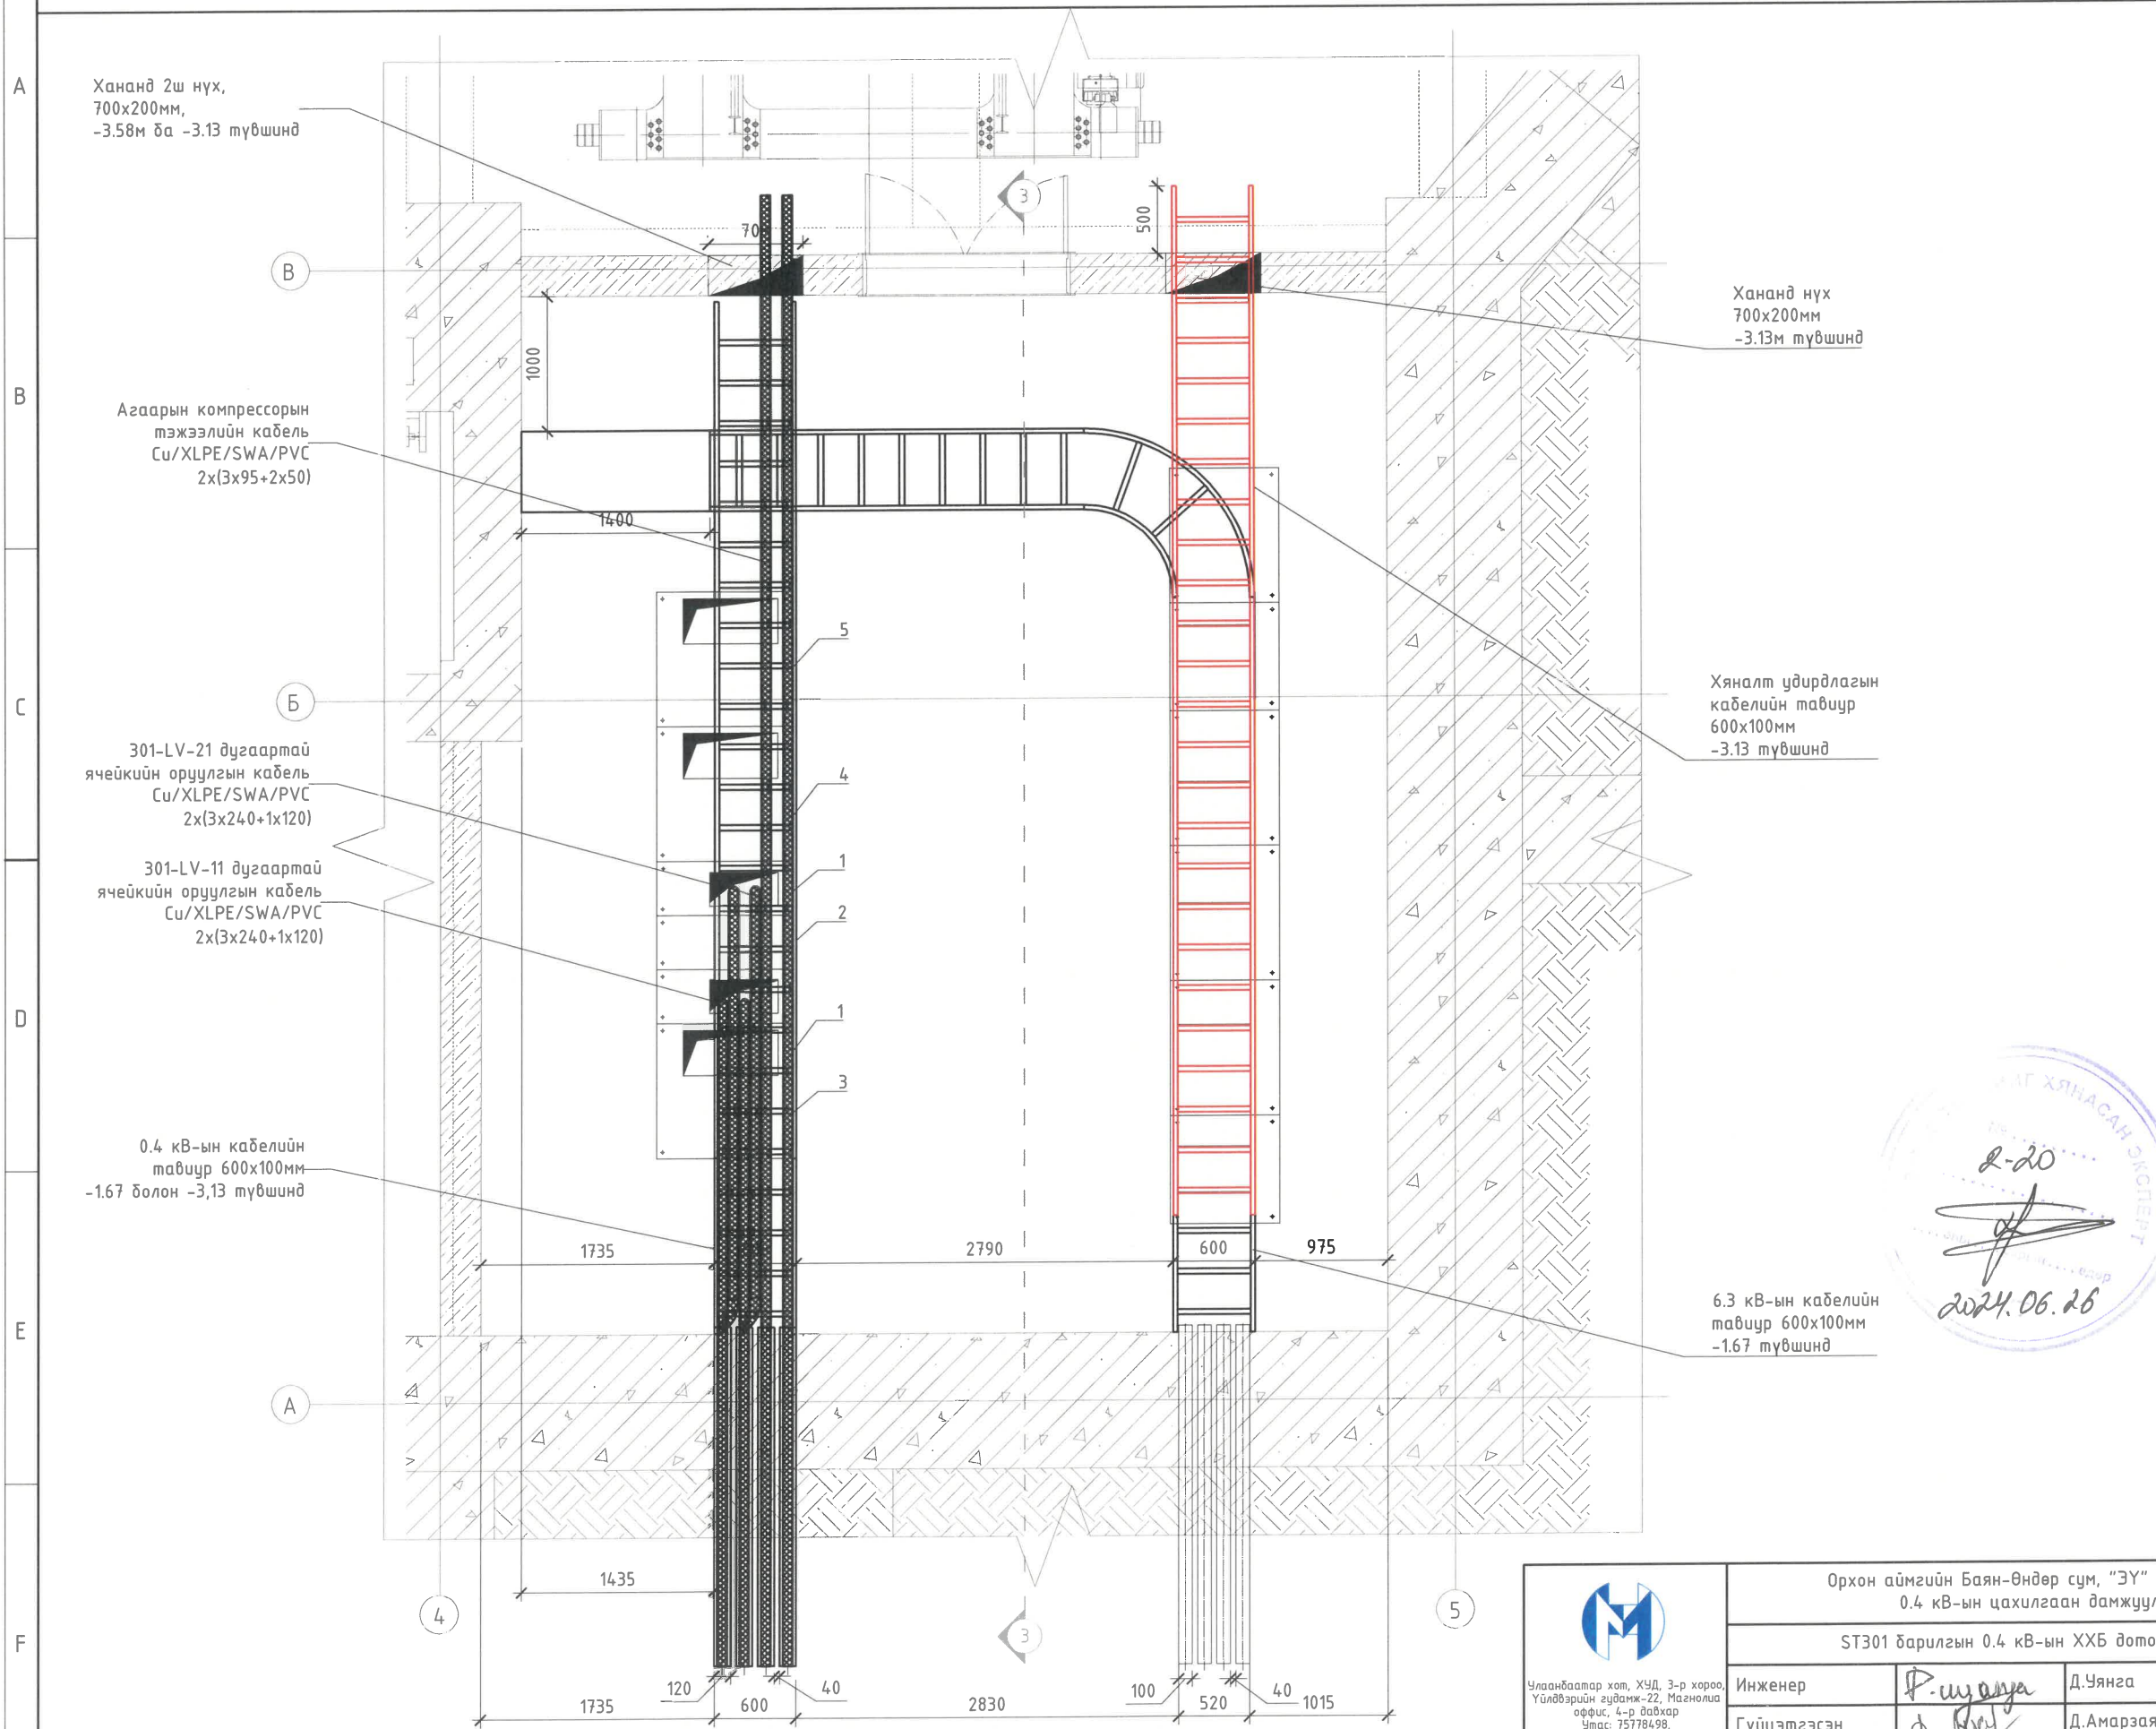 A
B
C
D
E
F
Хананд 2ш нүх,
700x200мм,
-3.58м ба -3.13 түвшинд
В
Агаарын компрессорын
тэжээлийн кабель
Cu/XLPE/SWA/PVC
2x(3x95+2x50)
Б
301-LV-21 дугаартай
ячейкийн оруулгын кабель
Cu/XLPE/SWA/PVC
2x(3x240+1x120)
301-LV-11 дугаартай
ячейкийн оруулгын кабель
Cu/XLPE/SWA/PVC
2x(3x240+1x120)
0.4 кВ-ын кабелийн
тавиур 600x100мм
-1.67 болон -3,13 түвшинд
А
3
70
500
1000
1400
5
4
1
2
1
3
1735
2790
600
975
1435
4
3
5
120
40
100
40
1735
600
2830
520
1015
Хананд нүх
700x200мм
-3.13м түвшинд
Хяналт удирдлагын
кабелийн тавиур
600x100мм
-3.13 түвшинд
6.3 кВ-ын кабелийн
тавиур 600x100мм
-1.67 түвшинд
ХЯНАСАН ЭКСПЕРТ
2-20
өдөр
2024.06.26
Орхон аймгийн Баян-Өндөр сум, "ЭҮ"
0.4 кВ-ын цахилгаан дамжуул
ST301 барилгын 0.4 кВ-ын ХХБ дото
Улаанбаатар хот, ХУД, 3-р хороо,
Үйлдвэрийн гудамж-22, Магнолиа
оффис, 4-р давхар
Утас: 75778498,
Инженер
Д.Уянга
Гүйцэтгэсэн
Д.Амарзая